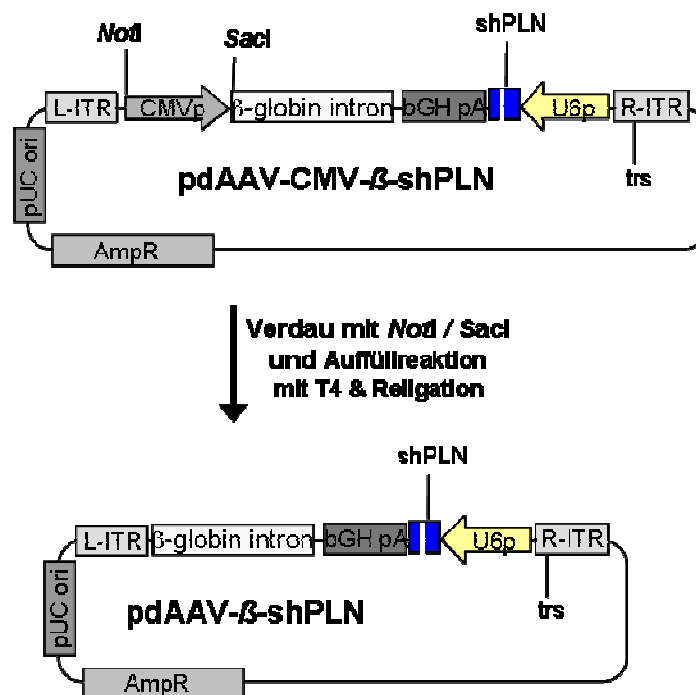 NotI
SacI
shPLN
L-ITR
CMVp
ß-globin intron
bGH pA
U6p
R-ITR
pUC ori
pdAAV-CMV-ß-shPLN
trs
AmpR
Verdau mit NotI / SacI
und Auffüllreaktion
mit T4 & Religation
shPLN
L-ITR
ß-globin intron
bGH pA
U6p
R-ITR
pUC ori
pdAAV-ß-shPLN
trs
AmpR